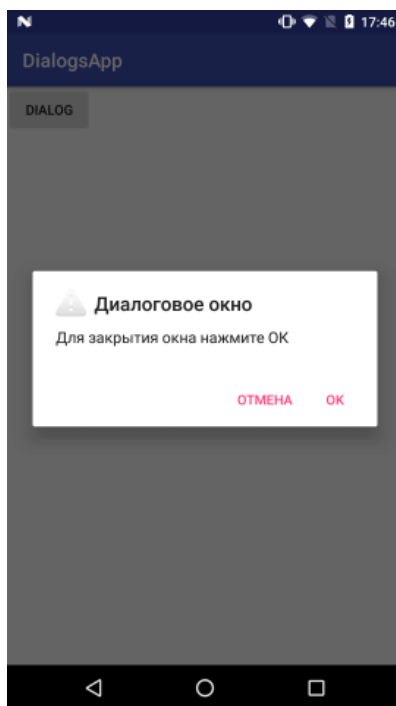 17:46
DialogsApp
DIALOG
Диалоговое окно
Для закрытия окна нажмите ОК
ОТМЕНА ОК